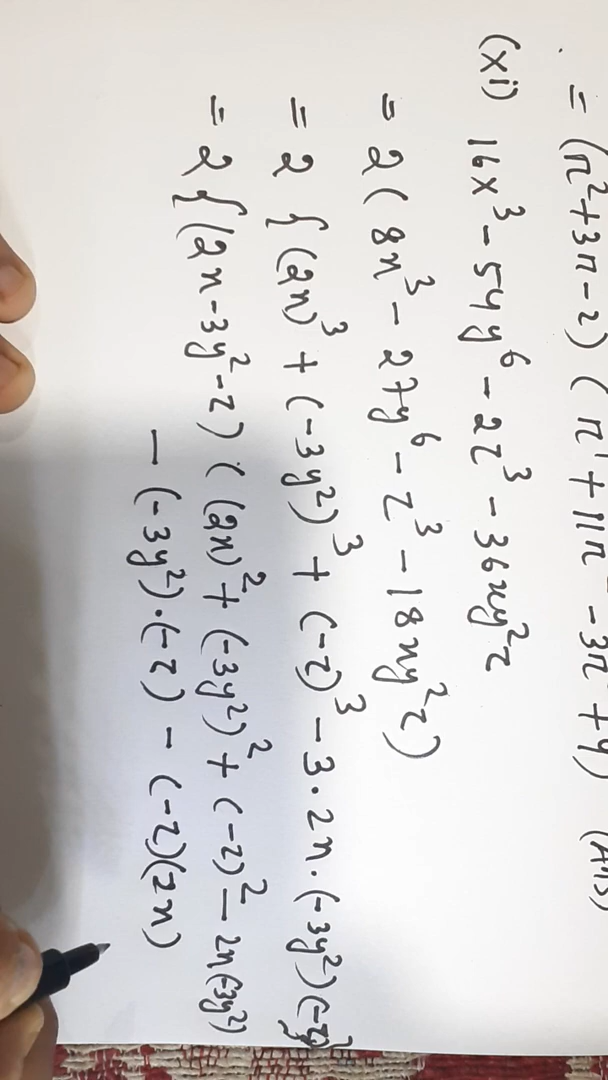 = (x²+3x-2) (x + 11x - 3x + 4) (Ans)
(xi) 16x³ - 54y⁶ - 2z³ - 36xy²z
= 2 ( 8x³ - 27y⁶ - z³ - 18xy²z )
= 2 { (2x)³ + (-3y²)³ + (-z)³ - 3·2x·(-3y²)(-z)}
= 2 { (2x-3y²-z) ( (2x)² + (-3y²)² + (-z)² - 2x(-3y²)
- (-3y²)·(-z) - (-z)(2x)